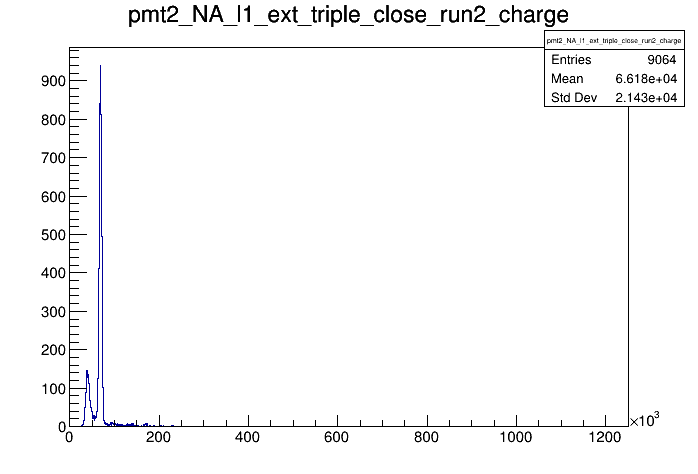 pmt2_NA_l1_ext_triple_close_run2_charge
pmt2_NA_l1_ext_triple_close_run2_charge
Entries 9064
Mean 6.618e+04
Std Dev 2.143e+04
900
800
700
600
500
400
300
200
100
0
0 200 400 600 800 1000 1200
×10³